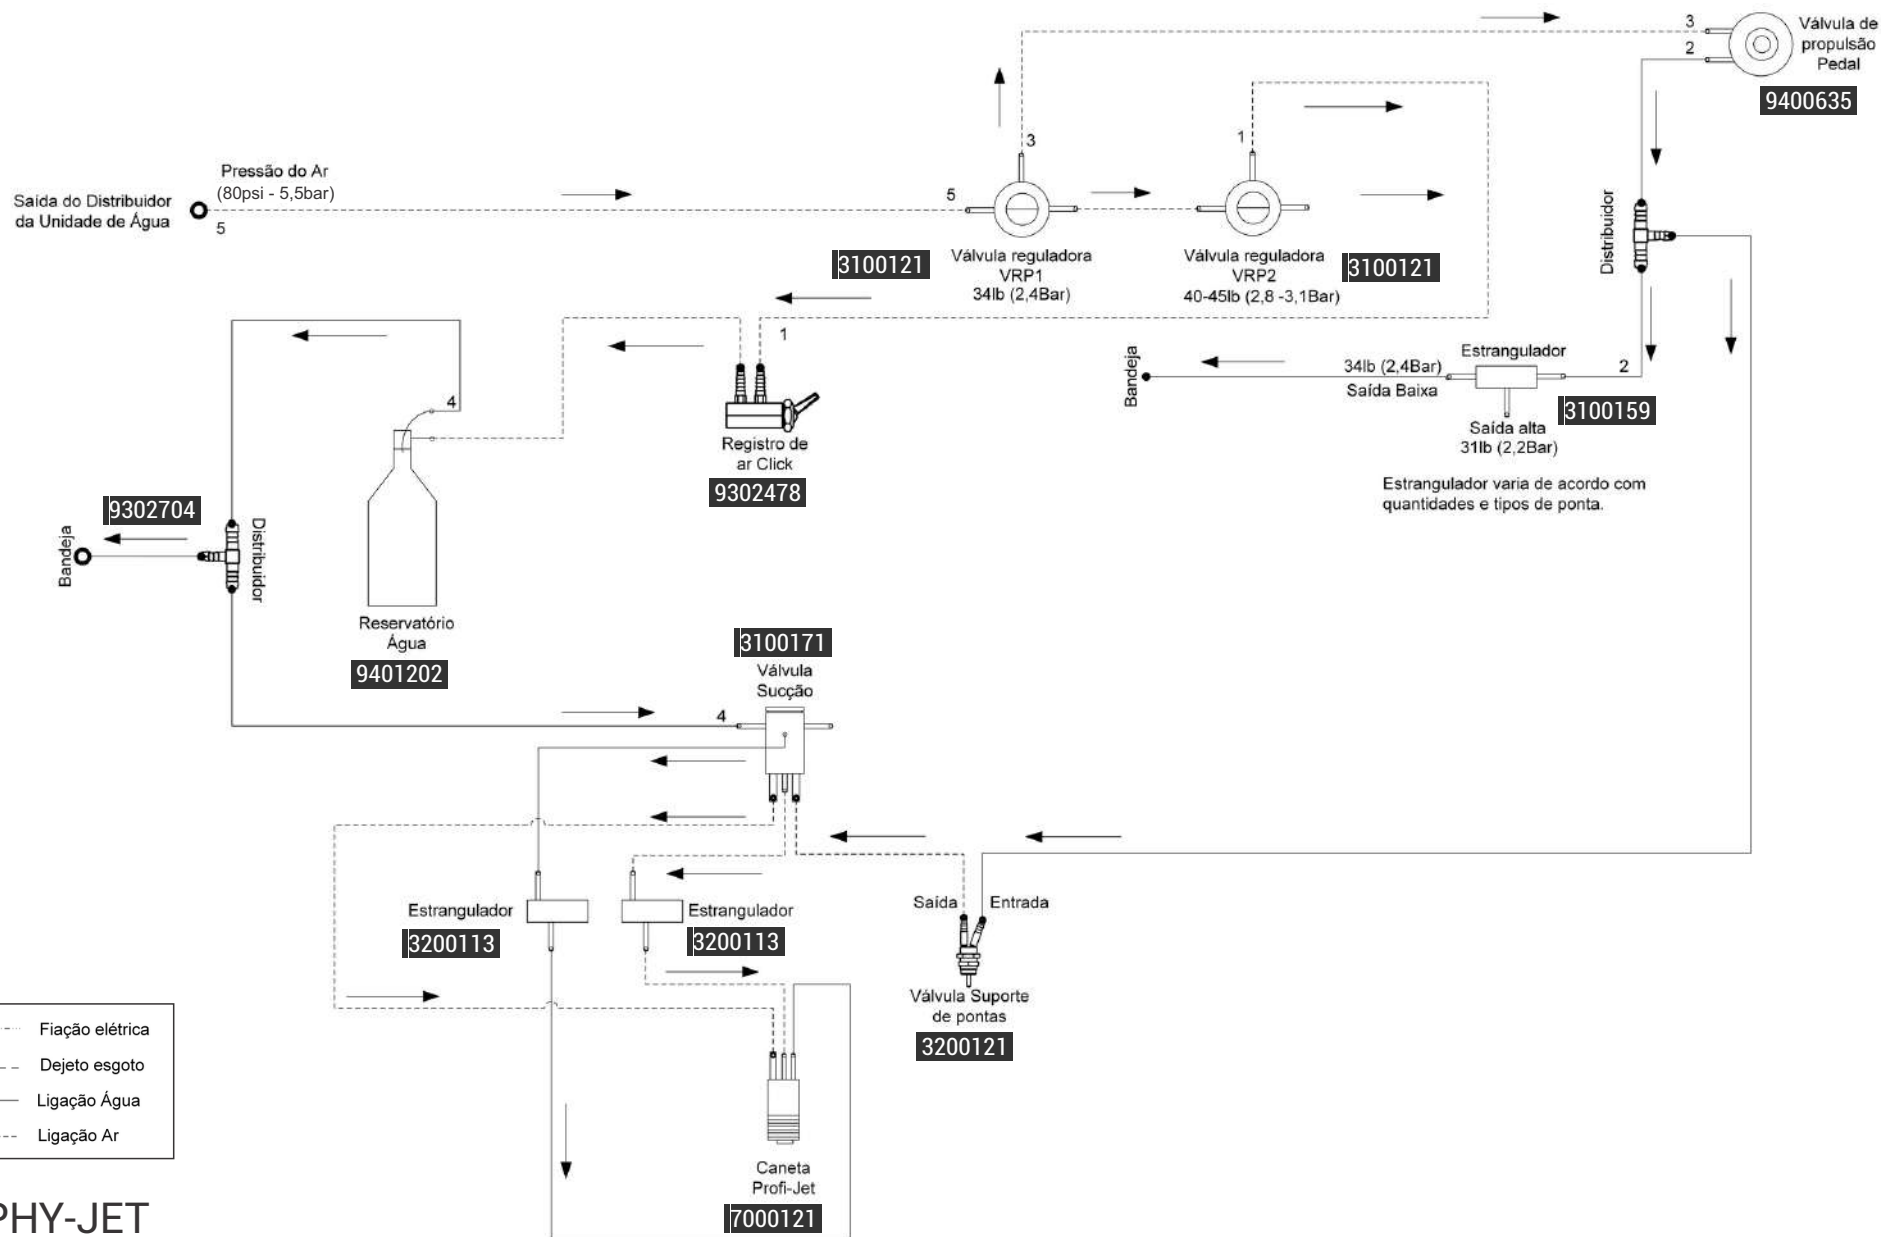 3
Válvula de
propulsão
Pedal
2
9400635
Pressão do Ar
(80psi - 5,5bar)
Saída do Distribuidor
da Unidade de Água
5
5
3
1
3100121
Válvula reguladora
VRP1
34lb (2,4Bar)
Válvula reguladora
VRP2
40-45lb (2,8 -3,1Bar)
3100121
Distribuidor
1
4
Registro de
ar Click
9302478
Bandeja
34lb (2,4Bar)
Saída Baixa
Estrangulador
2
3100159
Saída alta
31lb (2,2Bar)
Estrangulador varia de acordo com
quantidades e tipos de ponta.
9302704
Bandeja
Distribuidor
Reservatório
Água
9401202
3100171
Válvula
Sucção
4
Estrangulador
3200113
Estrangulador
3200113
Saída
Entrada
Válvula Suporte
de pontas
3200121
Caneta
Profi-Jet
7000121
Fiação elétrica
Dejeto esgoto
Ligação Água
Ligação Ar
PHY-JET